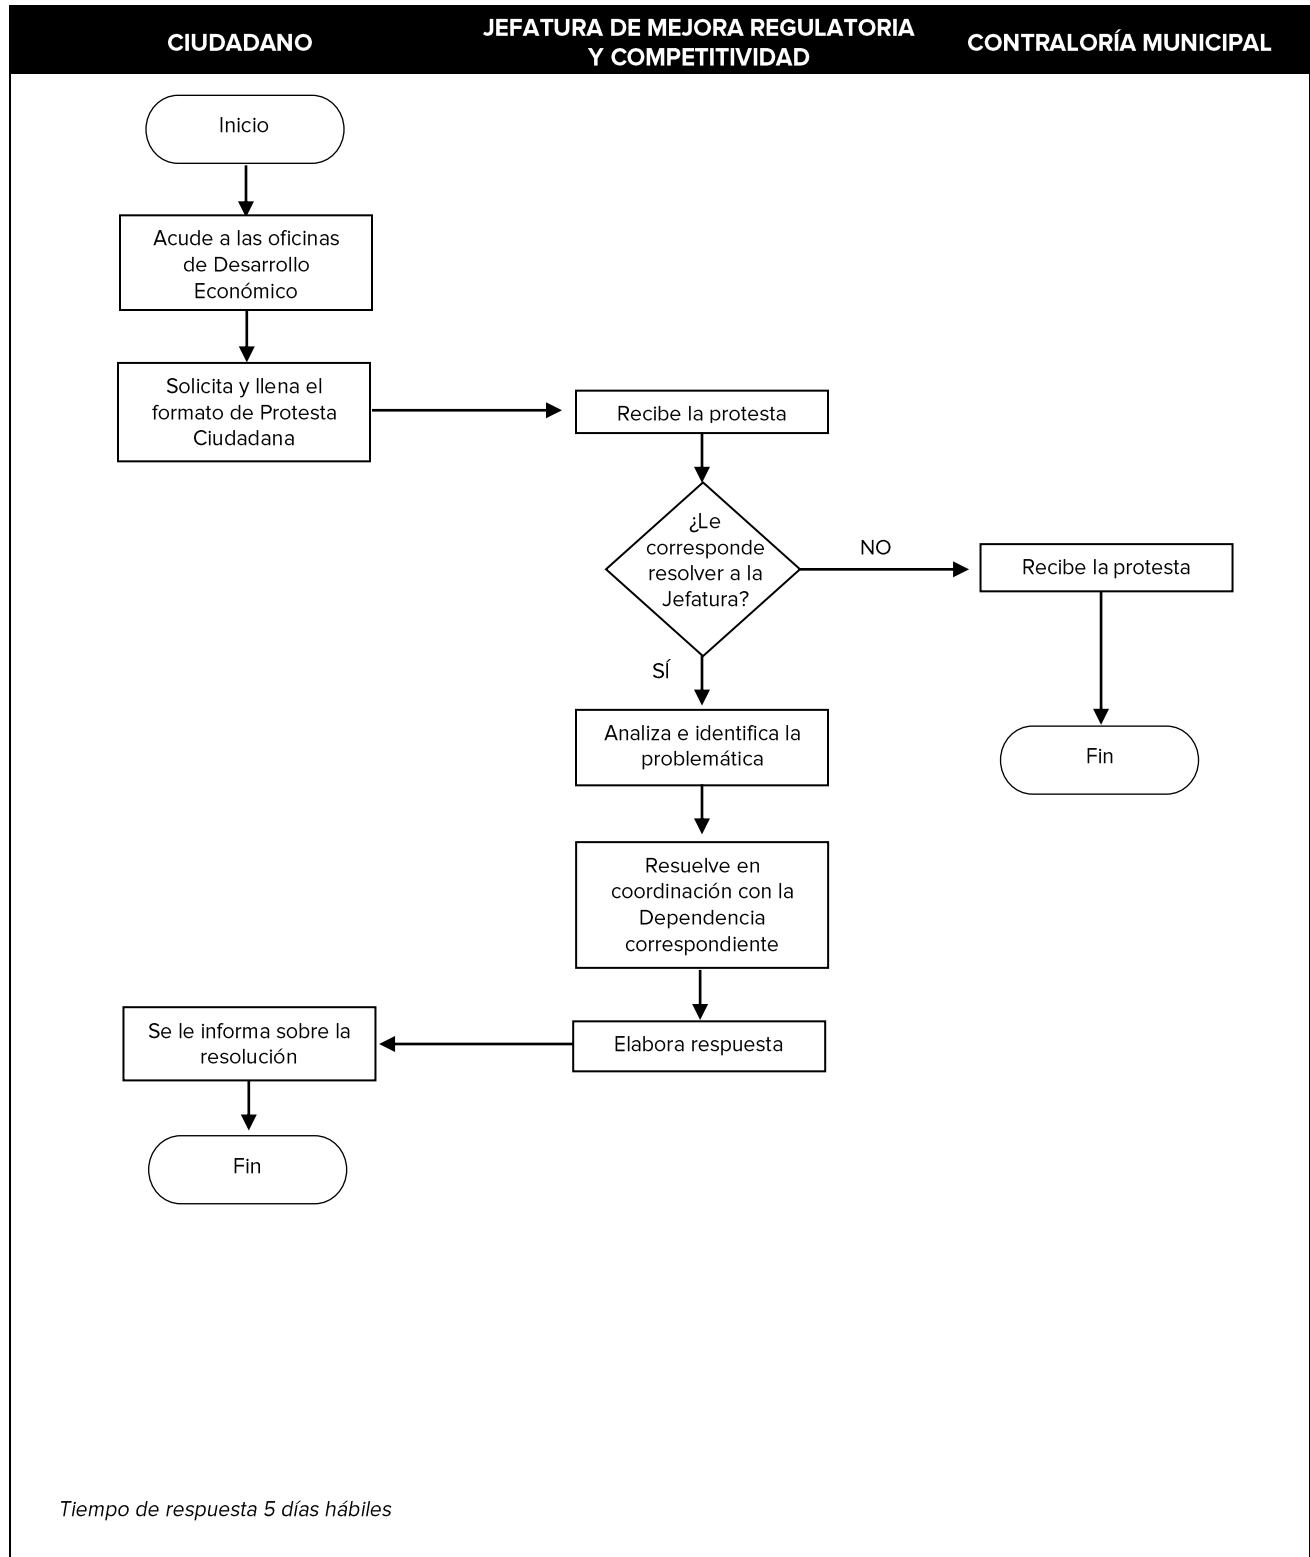 CIUDADANO
JEFATURA DE MEJORA REGULATORIA
Y COMPETITIVIDAD
CONTRALORÍA MUNICIPAL
Inicio
Acude a las oficinas
de Desarrollo
Económico
Solicita y llena el
formato de Protesta
Ciudadana
Recibe la protesta
¿Le
corresponde
resolver a la
Jefatura?
NO
Recibe la protesta
Fin
SÍ
Analiza e identifica la
problemática
Resuelve en
coordinación con la
Dependencia
correspondiente
Elabora respuesta
Se le informa sobre la
resolución
Fin
Tiempo de respuesta 5 días hábiles